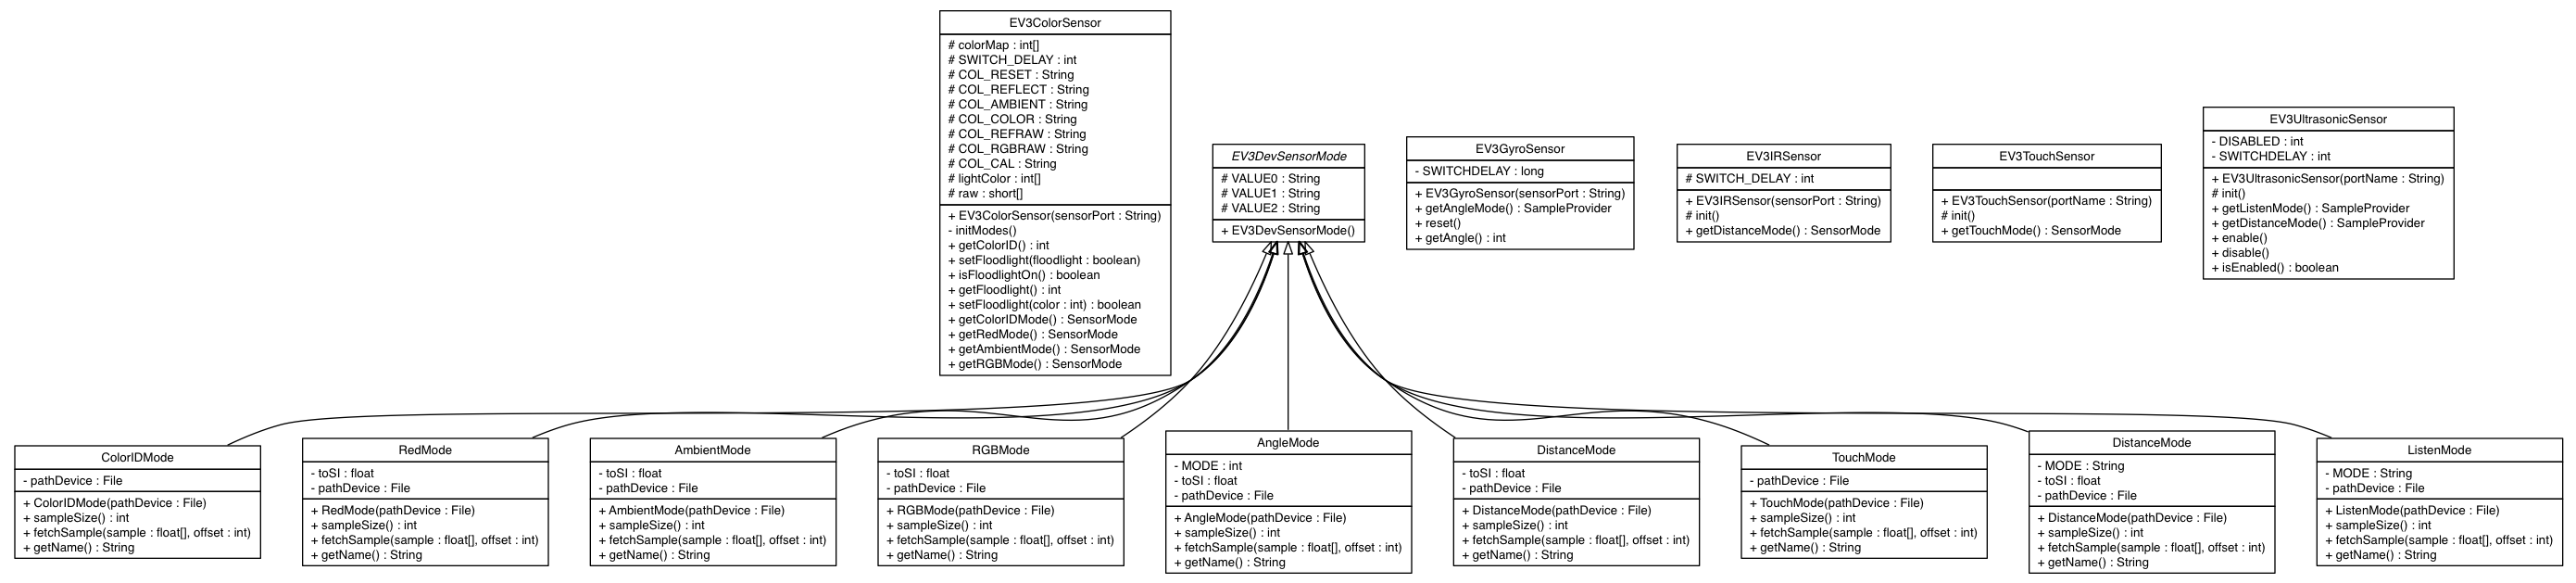 EV3ColorSensor
# colorMap : int[]
# SWITCH_DELAY : int
# COL_RESET : String
# COL_REFLECT : String
# COL_AMBIENT : String
# COL_COLOR : String
# COL_REFRAW : String
# COL_RGBRAW : String
# COL_CAL : String
# lightColor : int[]
# raw : short[]
+ EV3ColorSensor(sensorPort : String)
- initModes()
+ getColorID() : int
+ setFloodlight(floodlight : boolean)
+ isFloodlightOn() : boolean
+ getFloodlight() : int
+ setFloodlight(color : int) : boolean
+ getColorIDMode() : SensorMode
+ getRedMode() : SensorMode
+ getAmbientMode() : SensorMode
+ getRGBMode() : SensorMode
EV3DevSensorMode
# VALUE0 : String
# VALUE1 : String
# VALUE2 : String
+ EV3DevSensorMode()
EV3GyroSensor
- SWITCHDELAY : long
+ EV3GyroSensor(sensorPort : String)
+ getAngleMode() : SampleProvider
+ reset()
+ getAngle() : int
EV3IRSensor
# SWITCH_DELAY : int
+ EV3IRSensor(sensorPort : String)
# init()
+ getDistanceMode() : SensorMode
EV3TouchSensor
+ EV3TouchSensor(portName : String)
# init()
+ getTouchMode() : SensorMode
EV3UltrasonicSensor
- DISABLED : int
- SWITCHDELAY : int
+ EV3UltrasonicSensor(portName : String)
# init()
+ getListenMode() : SampleProvider
+ getDistanceMode() : SampleProvider
+ enable()
+ disable()
+ isEnabled() : boolean
ColorIDMode
- pathDevice : File
+ ColorIDMode(pathDevice : File)
+ sampleSize() : int
+ fetchSample(sample : float[], offset : int)
+ getName() : String
RedMode
- toSI : float
- pathDevice : File
+ RedMode(pathDevice : File)
+ sampleSize() : int
+ fetchSample(sample : float[], offset : int)
+ getName() : String
AmbientMode
- toSI : float
- pathDevice : File
+ AmbientMode(pathDevice : File)
+ sampleSize() : int
+ fetchSample(sample : float[], offset : int)
+ getName() : String
RGBMode
- toSI : float
- pathDevice : File
+ RGBMode(pathDevice : File)
+ sampleSize() : int
+ fetchSample(sample : float[], offset : int)
+ getName() : String
AngleMode
- MODE : int
- toSI : float
- pathDevice : File
+ AngleMode(pathDevice : File)
+ sampleSize() : int
+ fetchSample(sample : float[], offset : int)
+ getName() : String
DistanceMode
- toSI : float
- pathDevice : File
+ DistanceMode(pathDevice : File)
+ sampleSize() : int
+ fetchSample(sample : float[], offset : int)
+ getName() : String
TouchMode
- pathDevice : File
+ TouchMode(pathDevice : File)
+ sampleSize() : int
+ fetchSample(sample : float[], offset : int)
+ getName() : String
DistanceMode
- MODE : String
- toSI : float
- pathDevice : File
+ DistanceMode(pathDevice : File)
+ sampleSize() : int
+ fetchSample(sample : float[], offset : int)
+ getName() : String
ListenMode
- MODE : String
- pathDevice : File
+ ListenMode(pathDevice : File)
+ sampleSize() : int
+ fetchSample(sample : float[], offset : int)
+ getName() : String